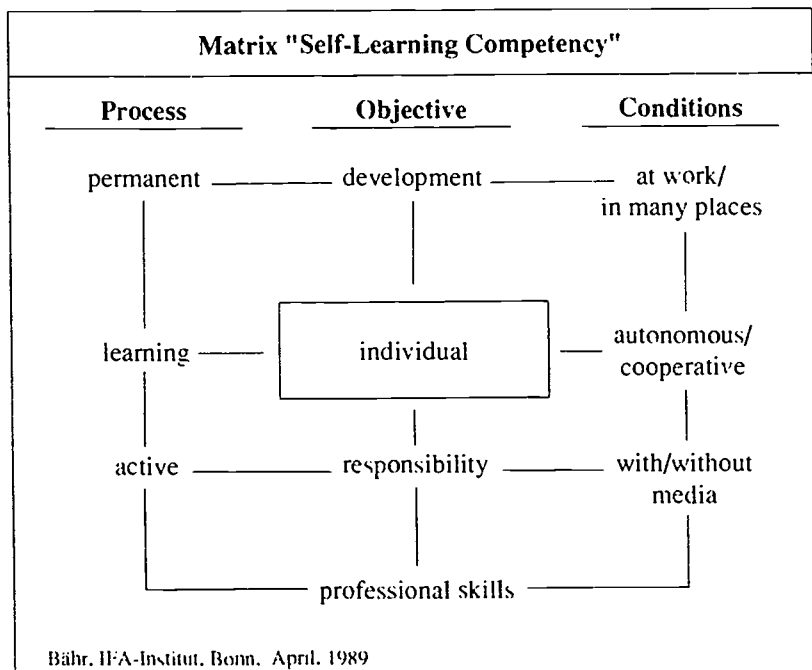 Matrix "Self-Learning Competency"
Process Objective Conditions
permanent development at work/
in many places
learning individual autonomous/
cooperative
active responsibility with/without
media
professional skills
Bähr, IFA-Institut, Bonn, April, 1989